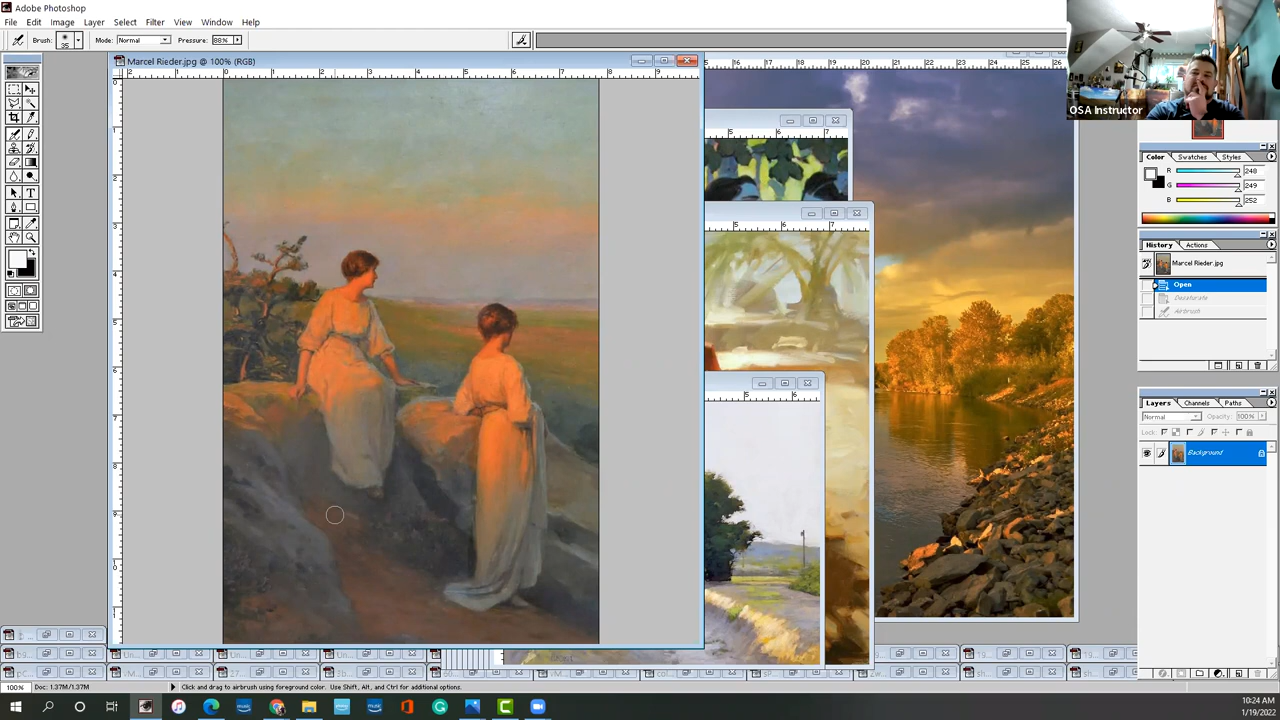 Adobe Photoshop
File Edit Image Layer Select Filter View Window Help
Brush: 35 Mode: Normal Pressure: 88%
OSA Instructor
Marcel Rieder.jpg @ 100% (RGB)
Color Swatches Styles
R 248
G 249
B 252
History Actions
Marcel Rieder.jpg
Open
Desaturate
Airbrush
Layers Channels Paths
Normal Opacity: 100%
Lock:
Background
100% Doc: 1.37M/1.37M Click and drag to airbrush using foreground color. Use Shift, Alt, and Ctrl for additional options.
10:24 AM
1/19/2022